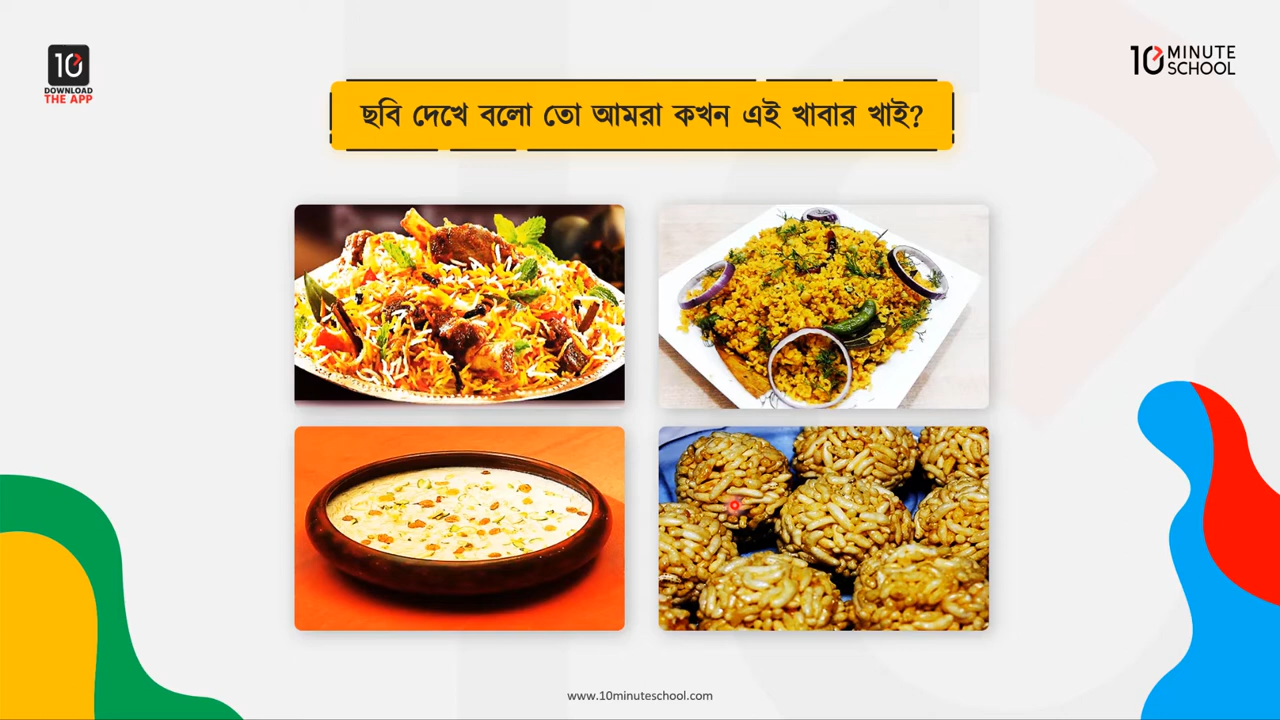 10
DOWNLOAD
THE APP
10 MINUTE
SCHOOL
ছবি দেখে বলো তো আমরা কখন এই খাবার খাই?
www.10minuteschool.com